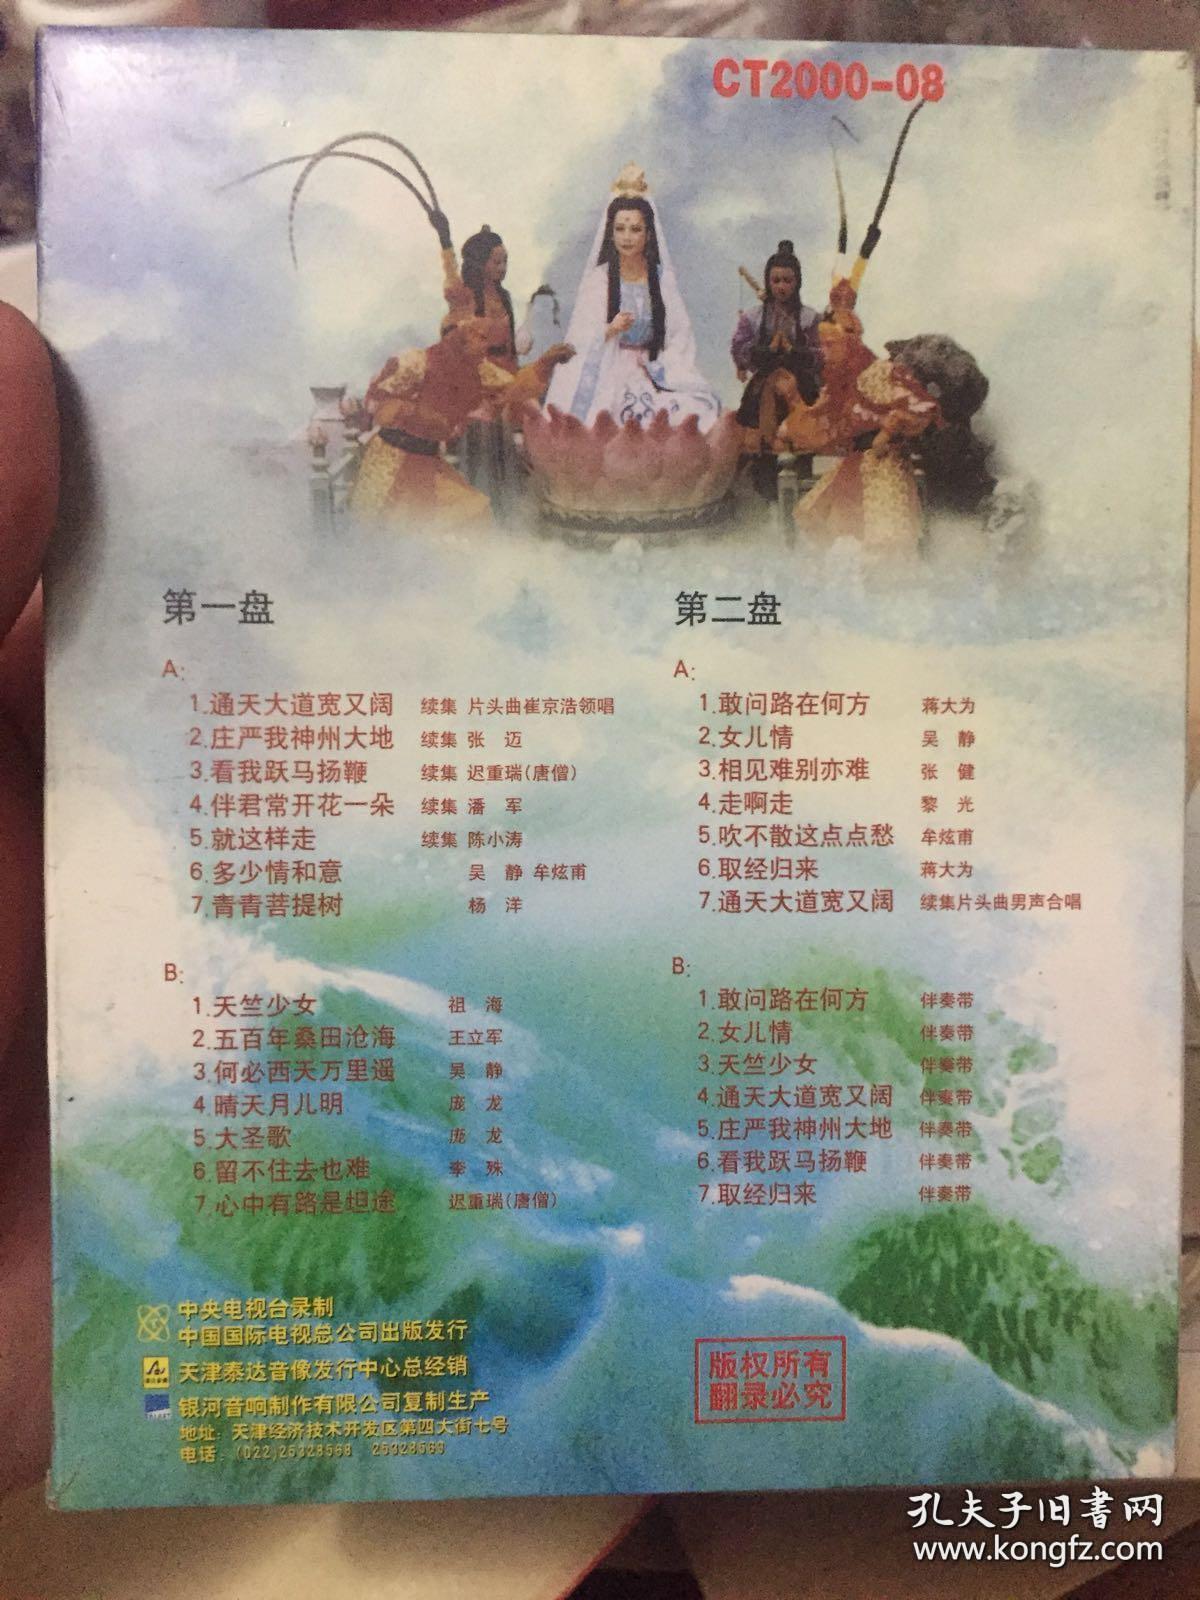 CT2000-08
第一盘
A:
1.通天大道宽又阔 续集 片头曲崔京浩领唱
2.庄严我神州大地 续集 张 迈
3.看我跃马扬鞭 续集 迟重瑞(唐僧)
4.伴君常开花一朵 续集 潘 军
5.就这样走 续集 陈小涛
6.多少情和意 吴 静 牟炫甫
7.青青菩提树 杨 洋
B:
1.天竺少女 祖 海
2.五百年桑田沧海 王立军
3.何必西天万里遥 吴 静
4.晴天月儿明 庞 龙
5.大圣歌 庞 龙
6.留不住去也难 李 殊
7.心中有路是坦途 迟重瑞(唐僧)
第二盘
A:
1.敢问路在何方 蒋大为
2.女儿情 吴 静
3.相见难别亦难 张 健
4.走啊走 黎 光
5.吹不散这点点愁 牟炫甫
6.取经归来 蒋大为
7.通天大道宽又阔 续集片头曲男声合唱
B:
1.敢问路在何方 伴奏带
2.女儿情 伴奏带
3.天竺少女 伴奏带
4.通天大道宽又阔 伴奏带
5.庄严我神州大地 伴奏带
6.看我跃马扬鞭 伴奏带
7.取经归来 伴奏带
中央电视台录制
中国国际电视总公司出版发行
天津泰达音像发行中心总经销
银河音响制作有限公司复制生产
地址: 天津经济技术开发区第四大街七号
电话: (022)25328568 25328569
版权所有
翻录必究
孔夫子旧书网
www.kongfz.com